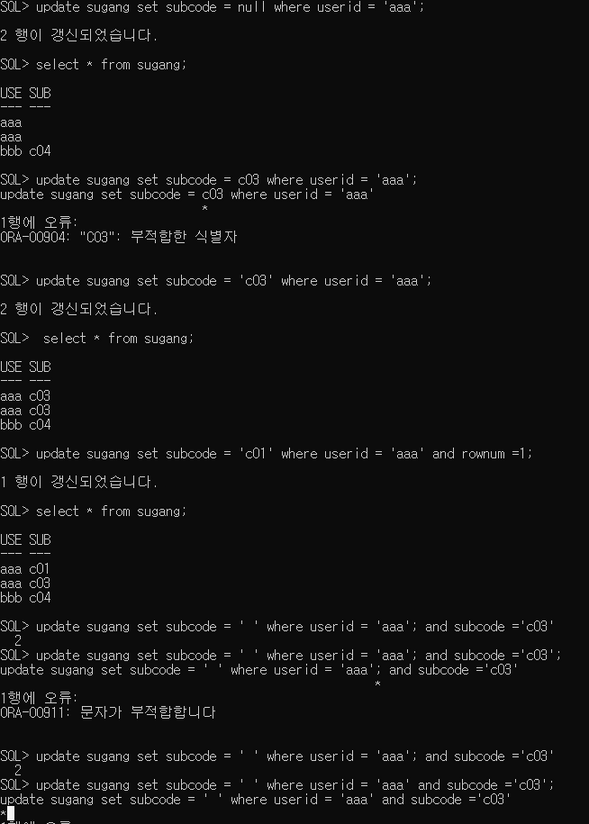 SQL> update sugang set subcode = null where userid = 'aaa';
2 행이 갱신되었습니다.
SQL> select * from sugang;
USE SUB
--- ---
aaa
aaa
bbb c04
SQL> update sugang set subcode = c03 where userid = 'aaa';
update sugang set subcode = c03 where userid = 'aaa'
*
1행에 오류:
ORA-00904: "C03": 부적합한 식별자
SQL> update sugang set subcode = 'c03' where userid = 'aaa';
2 행이 갱신되었습니다.
SQL>  select * from sugang;
USE SUB
--- ---
aaa c03
aaa c03
bbb c04
SQL> update sugang set subcode = 'c01' where userid = 'aaa' and rownum =1;
1 행이 갱신되었습니다.
SQL> select * from sugang;
USE SUB
--- ---
aaa c01
aaa c03
bbb c04
SQL> update sugang set subcode = ' ' where userid = 'aaa'; and subcode ='c03'
2
SQL> update sugang set subcode = ' ' where userid = 'aaa'; and subcode ='c03';
update sugang set subcode = ' ' where userid = 'aaa'; and subcode ='c03'
*
1행에 오류:
ORA-00911: 문자가 부적합합니다
SQL> update sugang set subcode = ' ' where userid = 'aaa'; and subcode ='c03'
2
SQL> update sugang set subcode = ' ' where userid = 'aaa' and subcode ='c03';
update sugang set subcode = ' ' where userid = 'aaa' and subcode ='c03'
*
1행에 오류: